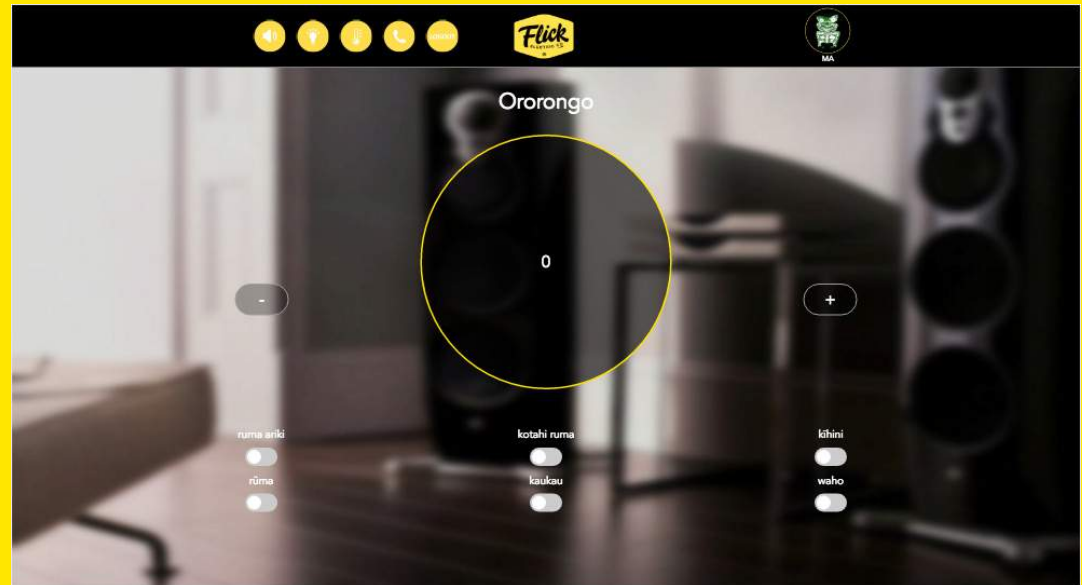 Flick
MA
Ororongo
0
-
+
ruma ariki
kotahi ruma
kīhini
rūma
kaukau
waho